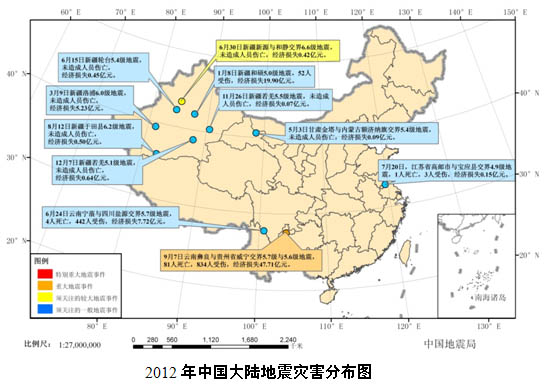 80° E
90° E
100° E
110° E
120° E
130° E
140° E
150° E
6月30日新疆新源与和静交界6.6级地震,
未造成人员伤亡,
经济损失0.42亿元。
6月15日新疆轮台5.4级地震,
未造成人员伤亡,
经济损失0.45亿元。
1月8日新疆和硕5.0级地震, 52人
受伤, 经济损失19.90亿元。
3月9日新疆洛浦6.0级地震,
未造成人员伤亡,
经济损失5.23亿元。
11月26日新疆若羌5.5级地震, 未造成
人员伤亡, 经济损失0.07亿元。
8月12日新疆于田县6.2级地震,
未造成人员伤亡,
经济损失0.50亿元。
5月3日甘肃金塔与内蒙古额济纳旗交界5.4级地震,
未造成人员伤亡, 经济损失0.09亿元。
12月7日新疆若羌5.1级地震,
未造成人员伤亡,
经济损失0.64亿元。
7月20日, 江苏省高邮市与宝应县交界4.9级
地震, 1人死亡, 3人受伤, 经济损失0.15亿元。
6月24日云南宁蒗与四川盐源交界5.7级地震,
4人死亡, 442人受伤, 经济损失7.72亿元。
9月7日云南彝良与贵州省威宁交界5.7级与5.6级地震,
81人死亡, 834人受伤, 经济损失47.71亿元。
40° N
30° N
20° N
40° N
30° N
20° N
图例
特别重大地震事件
重大地震事件
须关注的较大地震事件
须关注的一般地震事件
南海诸岛
80° E
90° E
100° E
110° E
120° E
比例尺: 1:27,000,000
0 280 560 1,120 1,680 2,240
千米
中国地震局
2012年中国大陆地震灾害分布图